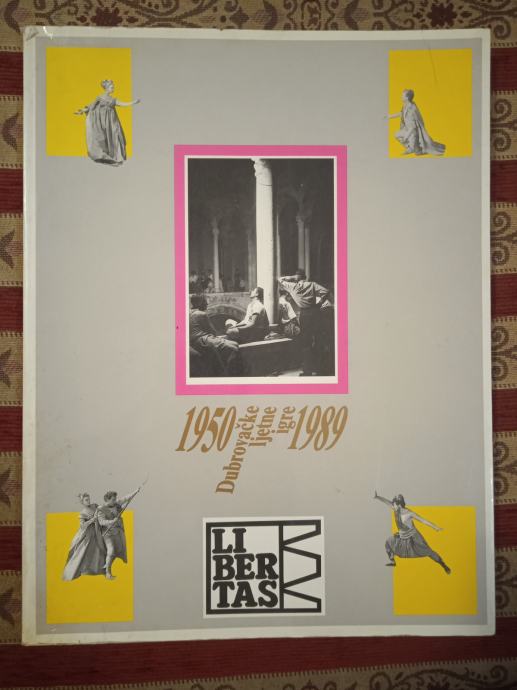 1950 Dubrovačke ljetne igre 1989
LI
BER
TAS